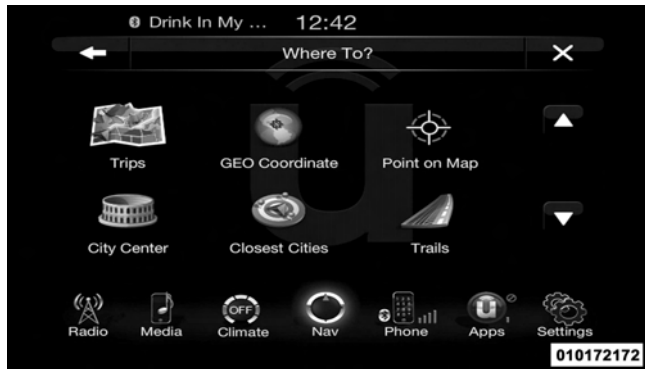 Drink In My ... 12:42
Where To?
Trips GEO Coordinate Point on Map
City Center Closest Cities Trails
OFF
Radio Media Climate Nav Phone Apps Settings
010172172